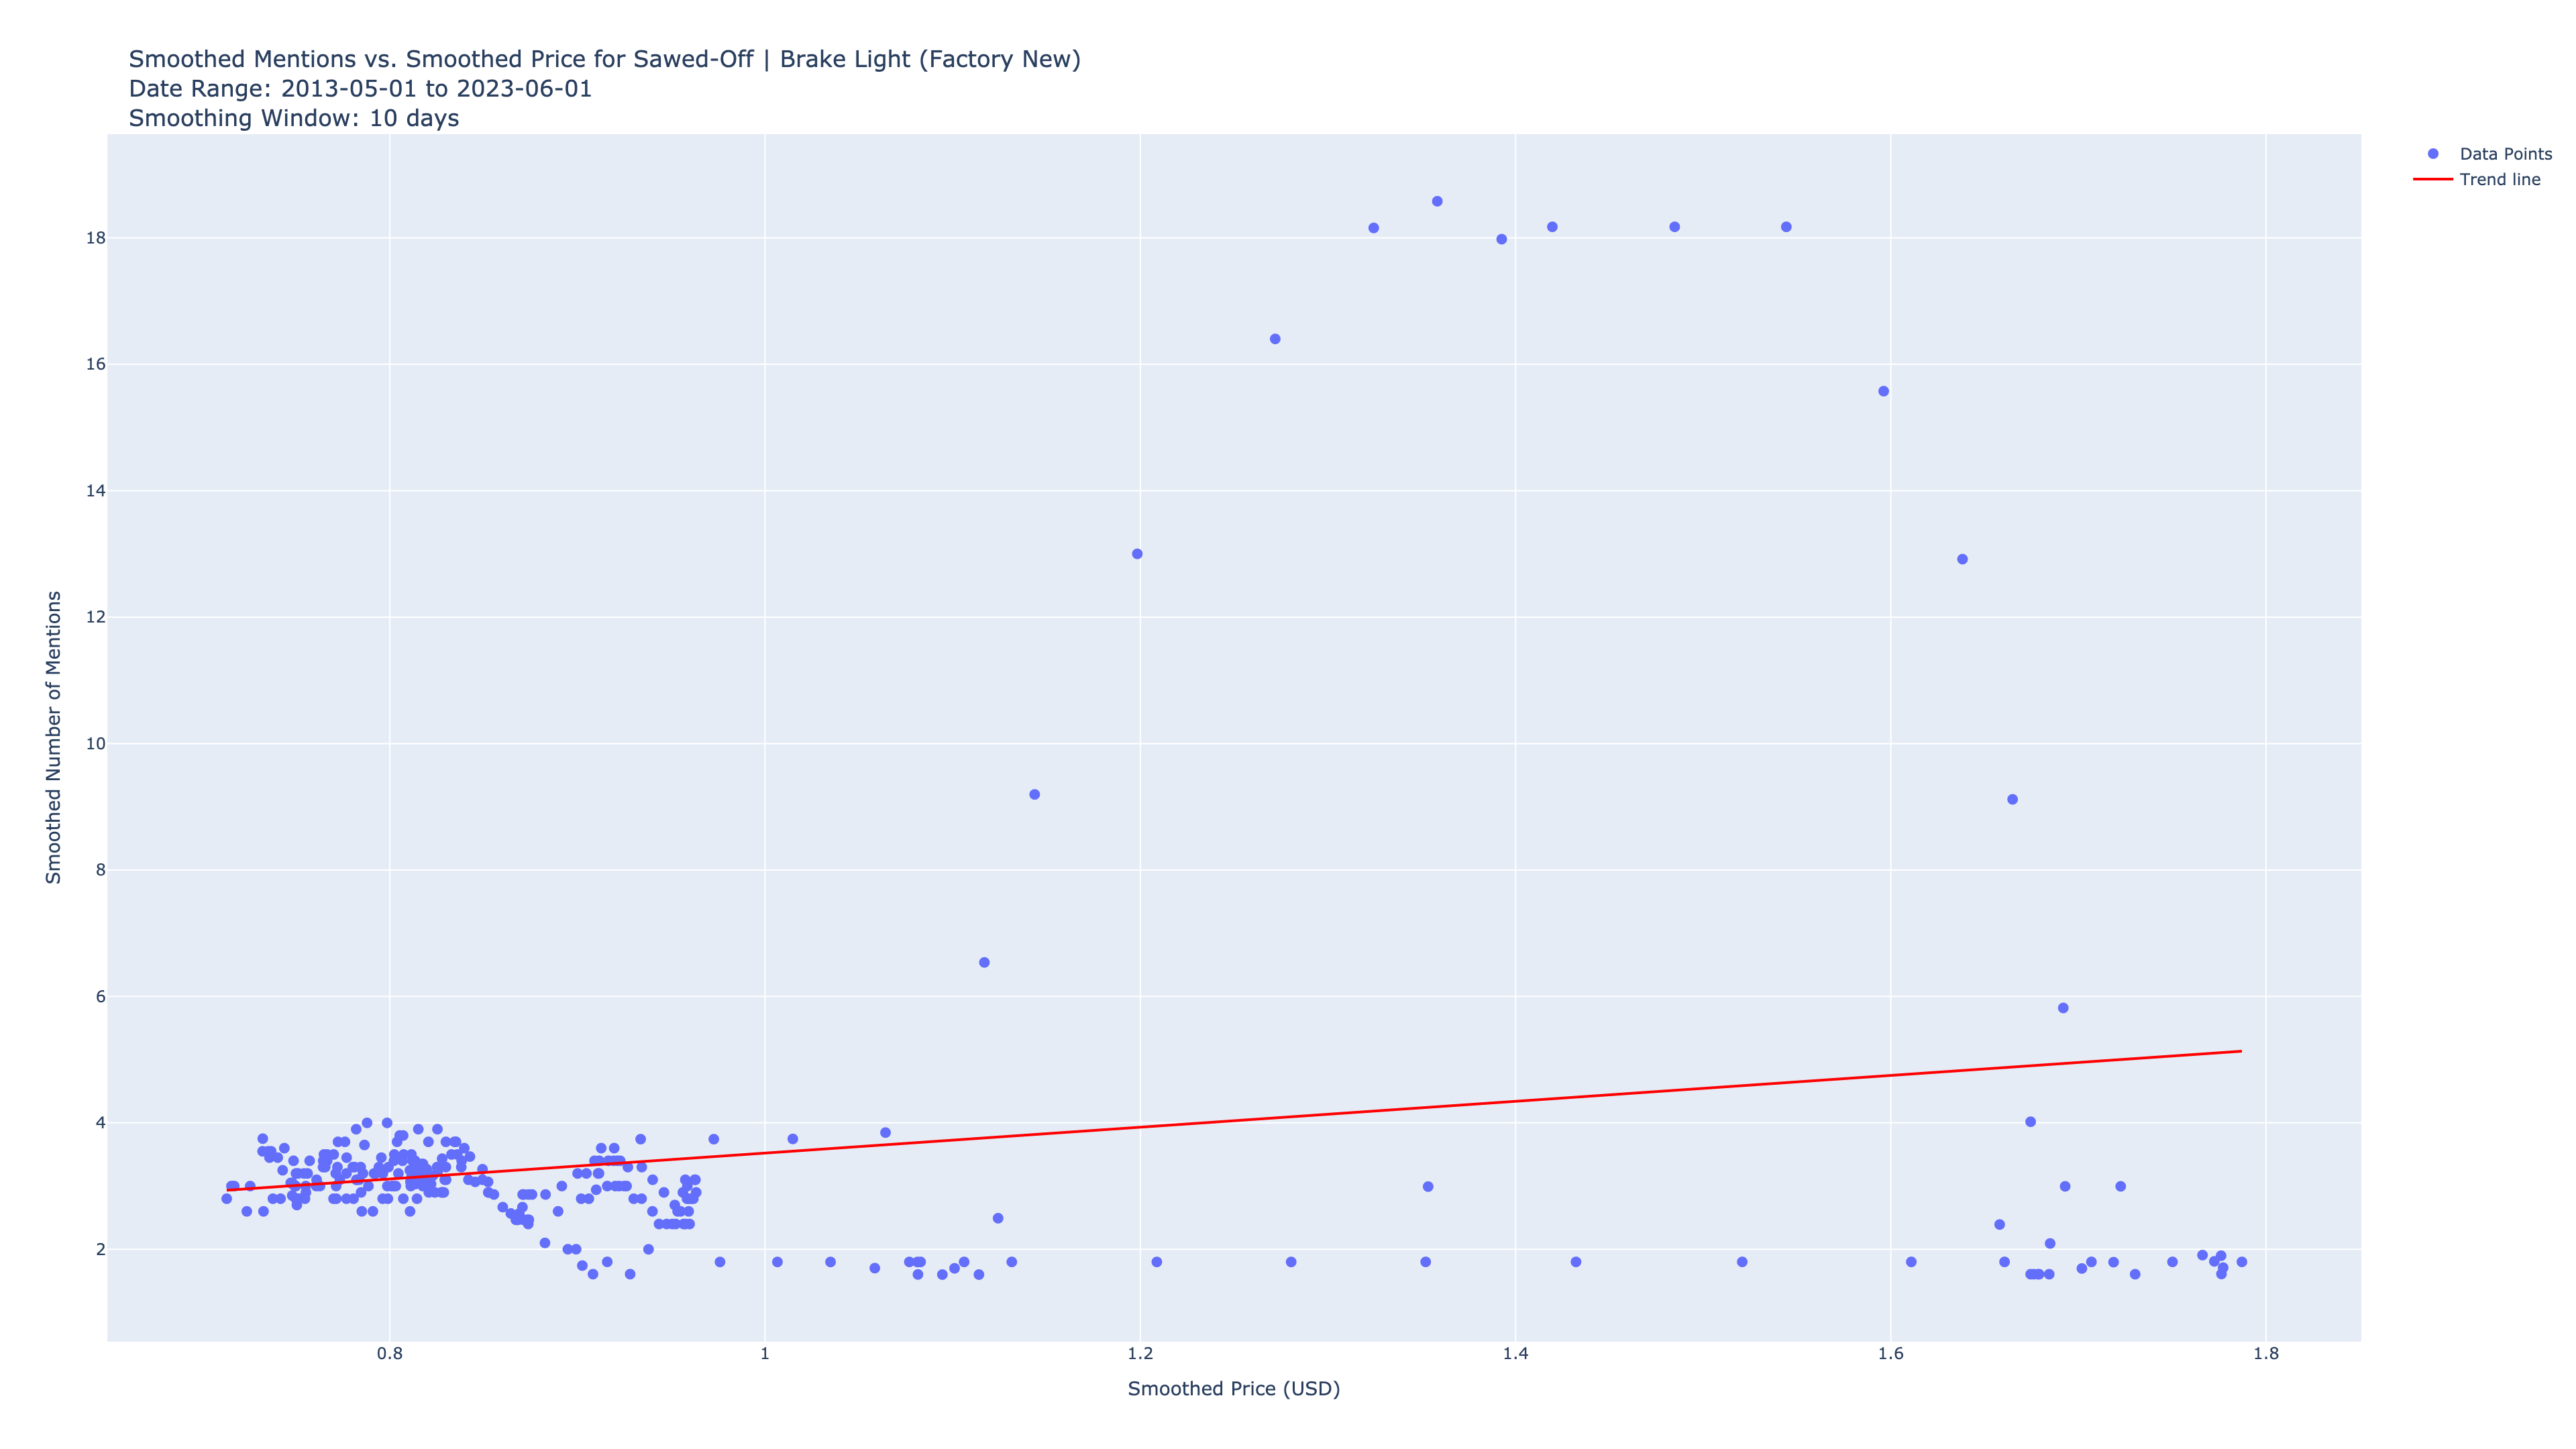 Smoothed Mentions vs. Smoothed Price for Sawed-Off | Brake Light (Factory New)
Date Range: 2013-05-01 to 2023-06-01
Smoothing Window: 10 days
Data Points
Trend line
18
16
14
12
10
8
6
4
2
Smoothed Number of Mentions
0.8
1
1.2
1.4
1.6
1.8
Smoothed Price (USD)